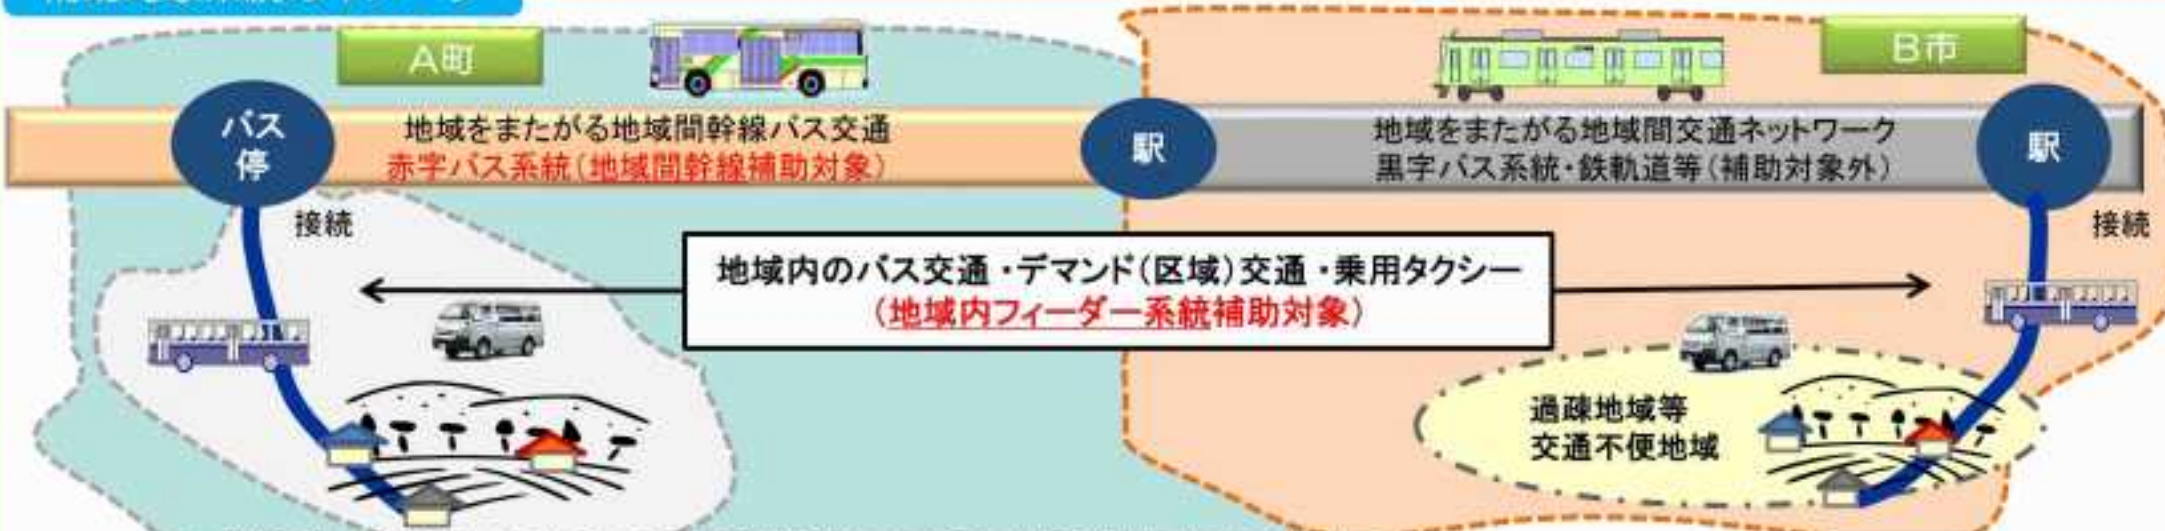 A町
B市
バス
停
地域をまたがる地域間幹線バス交通
赤字バス系統(地域間幹線補助対象)
駅
地域をまたがる地域間交通ネットワーク
黒字バス系統・鉄軌道等(補助対象外)
駅
接続
接続
地域内のバス交通・デマンド(区域)交通・乗用タクシー
(地域内フィーダー系統補助対象)
過疎地域等
交通不便地域